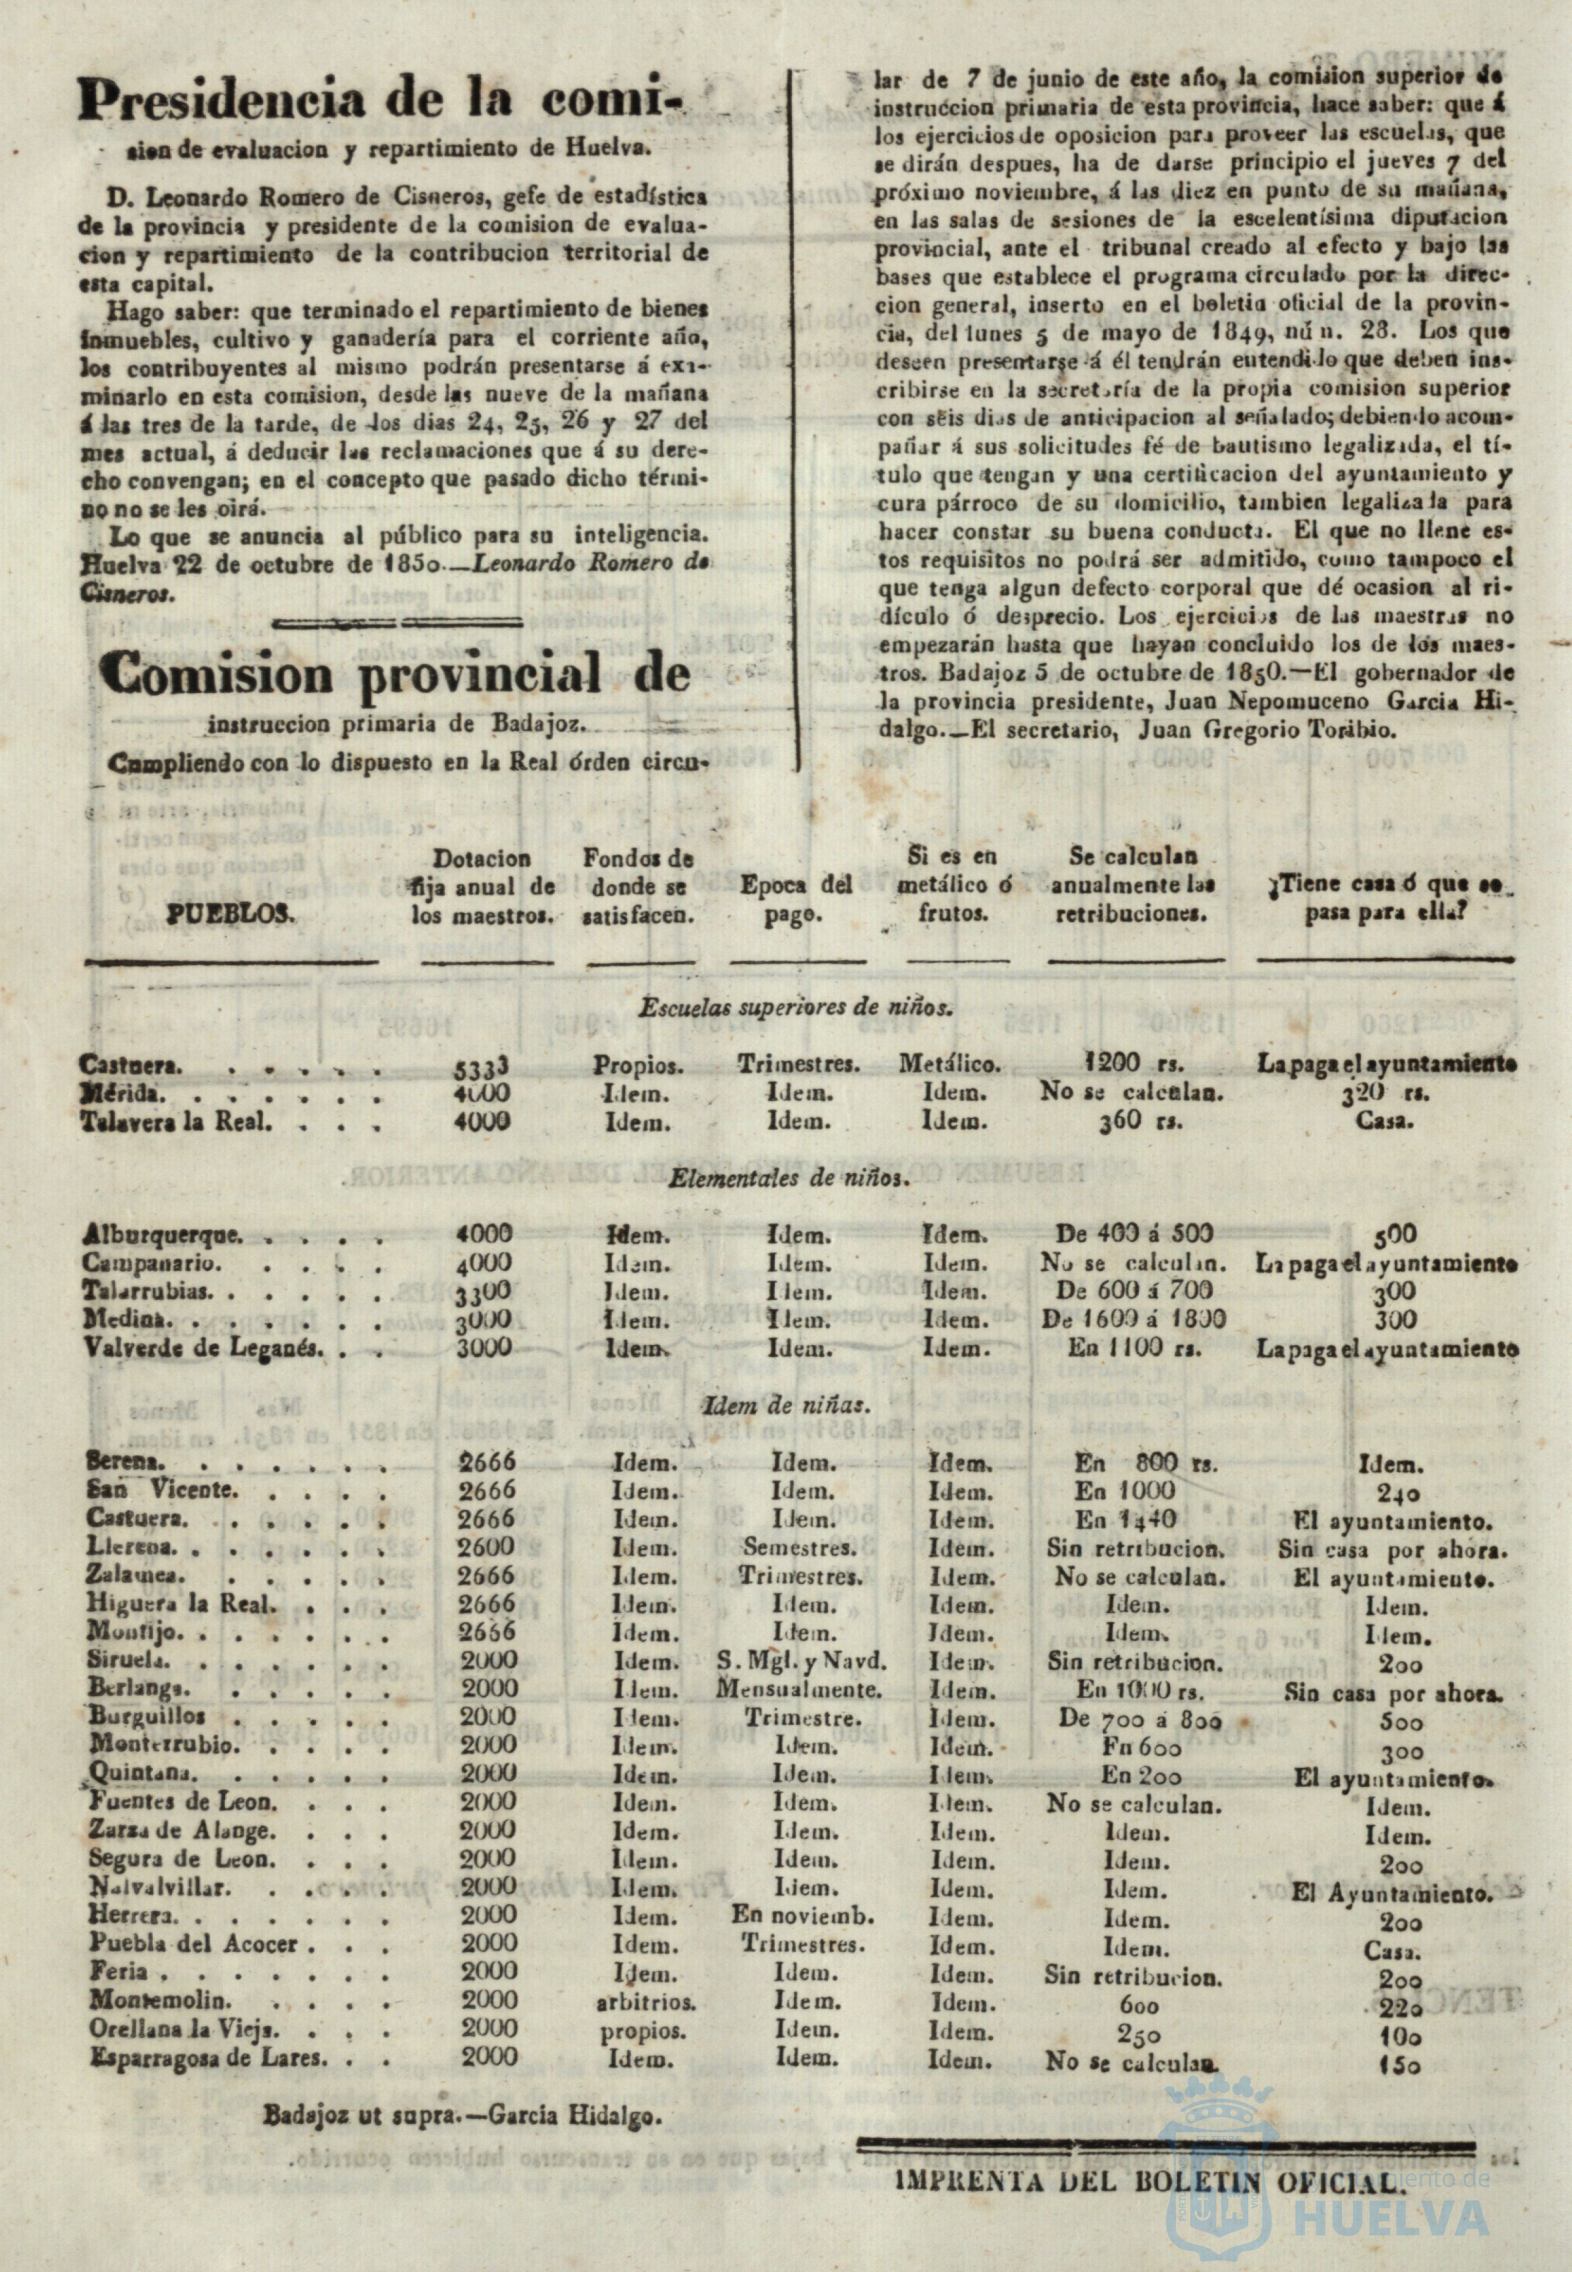 Presidencia de la comi-
sion de evaluacion y repartimiento de Huelva.
D. Leonardo Romero de Cisneros, gefe de estadística
de la provincia y presidente de la comision de evalua-
cion y repartimiento de la contribucion territorial de
esta capital.
Hago saber: que terminado el repartimiento de bienes
inmuebles, cultivo y ganadería para el corriente año,
los contribuyentes al mismo podrán presentarse á exa-
minarlo en esta comision, desde las nueve de la mañana
á las tres de la tarde, de los dias 24, 25, 26 y 27 del
mes actual, á deducir las reclamaciones que á su dere-
cho convengan; en el concepto que pasado dicho térmi-
no no se les oirá.
Lo que se anuncia al público para su inteligencia.
Huelva 22 de octubre de 1850.—Leonardo Romero de
Cisneros.
Comision provincial de
instruccion primaria de Badajoz.
Cumpliendo con lo dispuesto en la Real órden circu-
lar de 7 de junio de este año, la comision superior de
instruccion primaria de esta provincia, hace saber: que á
los ejercicios de oposicion para proveer las escuelas, que
se dirán despues, ha de darse principio el jueves 7 del
próximo noviembre, á las diez en punto de su mañana,
en las salas de sesiones de la escelentísima diputacion
provincial, ante el tribunal creado al efecto y bajo las
bases que establece el programa circulado por la direc-
cion general, inserto en el boletin oficial de la provin-
cia, del lunes 5 de mayo de 1849, núm. 28. Los que
deseen presentarse á él tendrán entendido que deben ins-
cribirse en la secretaría de la propia comision superior
con seis dias de anticipacion al señalado; debiendo acom-
pañar á sus solicitudes fé de bautismo legalizada, el tí-
tulo que tengan y una certificacion del ayuntamiento y
cura párroco de su domicilio, tambien legalizada para
hacer constar su buena conducta. El que no llene es-
tos requisitos no podrá ser admitido, como tampoco el
que tenga algun defecto corporal que dé ocasion al ri-
dículo ó desprecio. Los ejercicios de las maestras no
empezarán hasta que hayan concluido los de los maes-
tros. Badajoz 5 de octubre de 1850.—El gobernador de
la provincia presidente, Juan Nepomuceno Garcia Hi-
dalgo.—El secretario, Juan Gregorio Toribio.
PUEBLOS. Dotacion fija anual de los maestros. Fondos de donde se satisfacen. Epoca del pago. Si es en metálico ó frutos. Se calculan anualmente las retribuciones. ¿Tiene casa ó que se pasa para ella?
Escuelas superiores de niños.
Castuera. . . . . . 5333 Propios. Trimestres. Metálico. 1200 rs. La paga el ayuntamiento
Mérida. . . . . . . 4000 Idem. Idem. Idem. No se calculan. 320 rs.
Talavera la Real. . . . 4000 Idem. Idem. Idem. 360 rs. Casa.
Elementales de niños.
Alburquerque. . . . . 4000 Idem. Idem. Idem. De 400 á 500 500
Campanario. . . . . 4000 Idem. Idem. Idem. No se calculan. La paga el ayuntamiento
Talarrubias. . . . . . 3300 Idem. Idem. Idem. De 600 á 700 300
Medina. . . . . . . 3000 Idem. Idem. Idem. De 1600 á 1800 300
Valverde de Leganés. . . 3000 Idem. Idem. Idem. En 1100 rs. La paga el ayuntamiento
Idem de niñas.
Serena. . . . . . . 2666 Idem. Idem. Idem. En 800 rs. Idem.
San Vicente. . . . . 2666 Idem. Idem. Idem. En 1000 240
Castuera. . . . . . 2666 Idem. Idem. Idem. En 1440 El ayuntamiento.
Llerena. . . . . . . 2600 Idem. Semestres. Idem. Sin retribucion. Sin casa por ahora.
Zalamea. . . . . . 2666 Idem. Trimestres. Idem. No se calculan. El ayuntamiento.
Higuera la Real. . . . 2666 Idem. Idem. Idem. Idem. Idem.
Montijo. . . . . . . 2666 Idem. Idem. Idem. Idem. Idem.
Siruela. . . . . . . 2000 Idem. S. Mgl. y Navd. Idem. Sin retribucion. 200
Berlanga. . . . . . 2000 Idem. Mensualmente. Idem. En 1000 rs. Sin casa por ahora.
Burguillos . . . . . 2000 Idem. Trimestre. Idem. De 700 á 800 500
Monterrubio. . . . . 2000 Idem. Idem. Idem. En 600 300
Quintana. . . . . . 2000 Idem. Idem. Idem. En 200 El ayuntamiento.
Fuentes de Leon. . . . 2000 Idem. Idem. Idem. No se calculan. Idem.
Zarza de Alange. . . . 2000 Idem. Idem. Idem. Idem. Idem.
Segura de Leon. . . . 2000 Idem. Idem. Idem. Idem. 200
Nalvalvillar. . . . . 2000 Idem. Idem. Idem. Idem. El Ayuntamiento.
Herrera. . . . . . . 2000 Idem. En noviemb. Idem. Idem. 200
Puebla del Acocer . . . 2000 Idem. Trimestres. Idem. Idem. Casa.
Feria . . . . . . . 2000 Idem. Idem. Idem. Sin retribucion. 200
Montemolin. . . . . 2000 arbitrios. Idem. Idem. 600 220
Orellana la Vieja. . . . 2000 propios. Idem. Idem. 250 100
Esparragosa de Lares. . . 2000 Idem. Idem. Idem. No se calculan. 150
Badajoz ut supra.—Garcia Hidalgo.
IMPRENTA DEL BOLETIN OFICIAL.
HUELVA